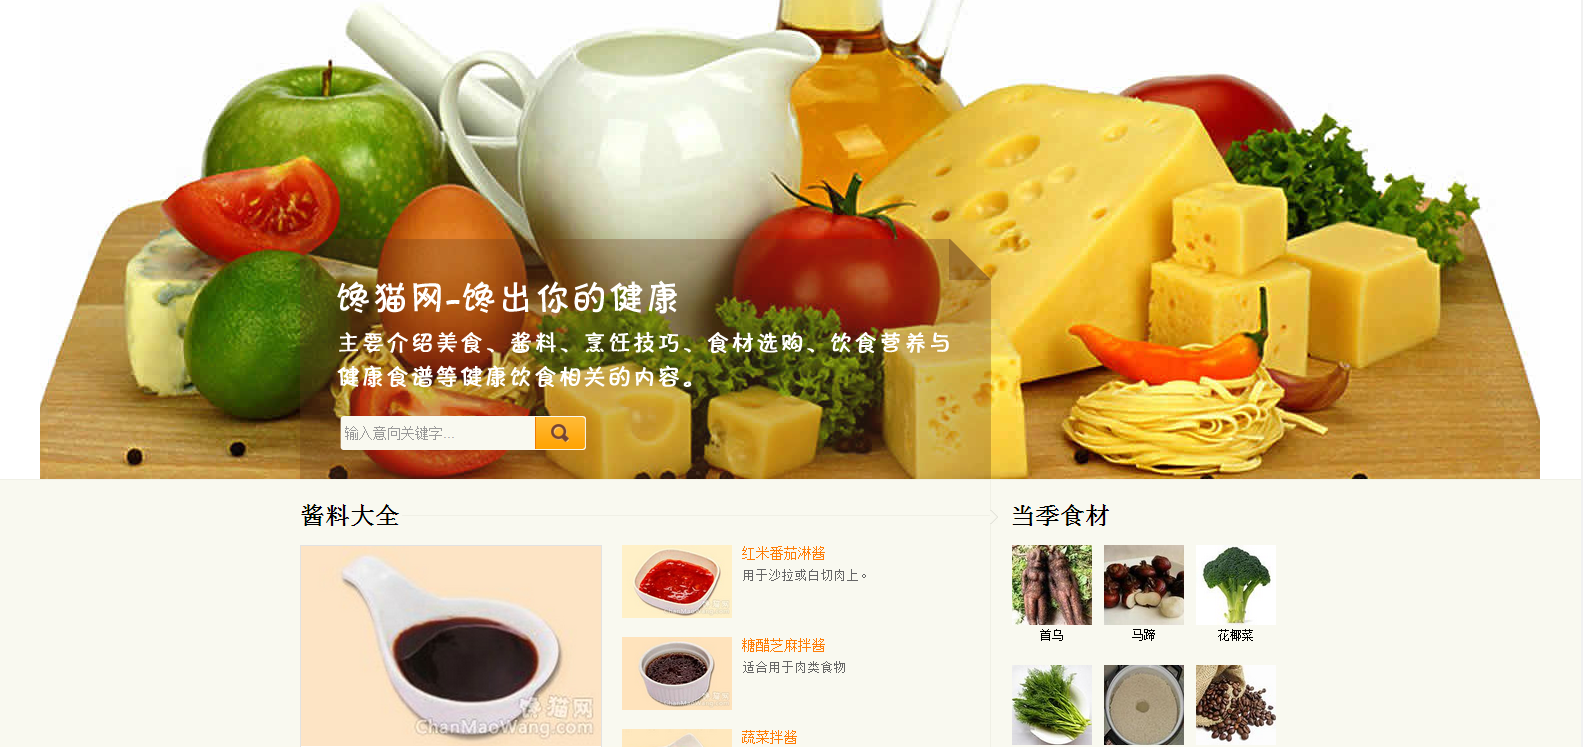 馋猫网-馋出你的健康
主要介绍美食、酱料、烹饪技巧、食材选购、饮食营养与
健康食谱等健康饮食相关的内容。
输入意向关键字...
酱料大全
馋猫网
ChanMaoWang.com
红米番茄淋酱
用于沙拉或白切肉上。
糖醋芝麻拌酱
适合用于肉类食物
蔬菜拌酱
当季食材
首乌
马蹄
花椰菜